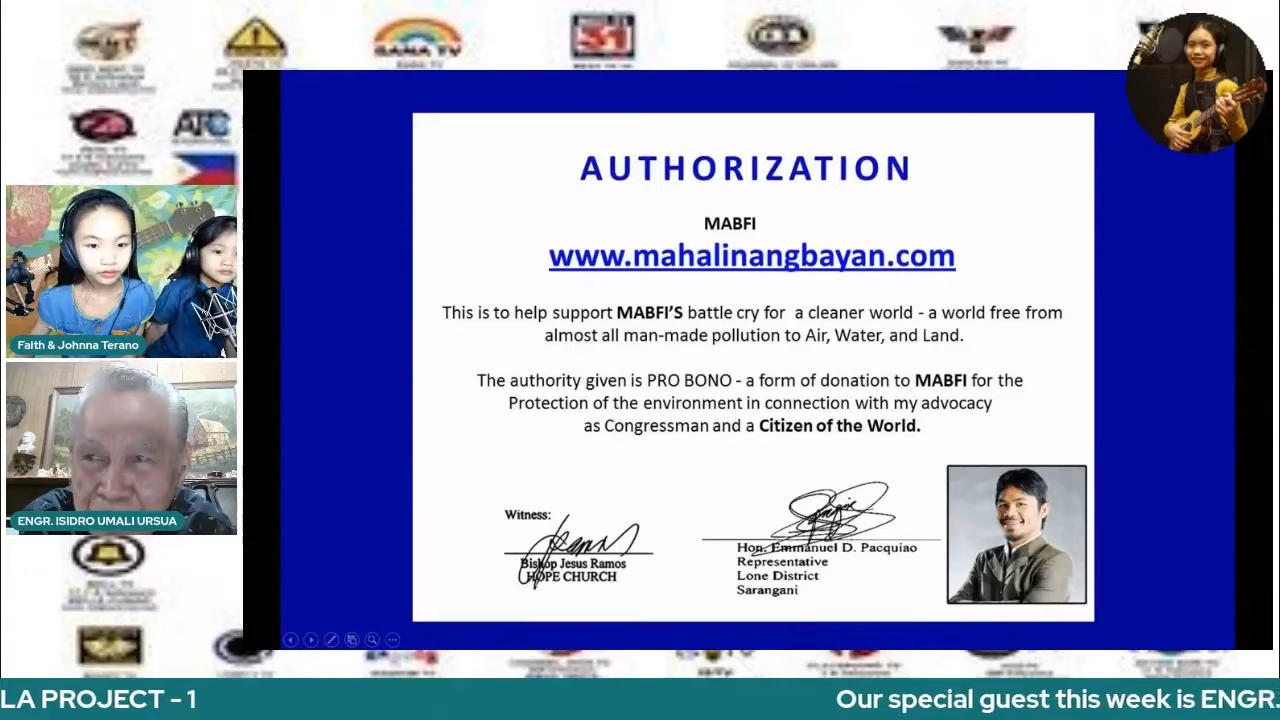 SANA TV
ATC
AUTHORIZATION
MABFI
www.mahalinangbayan.com
This is to help support MABFI'S battle cry for a cleaner world - a world free from
almost all man-made pollution to Air, Water, and Land.
The authority given is PRO BONO - a form of donation to MABFI for the
Protection of the environment in connection with my advocacy
as Congressman and a Citizen of the World.
Witness:
Bishop Jesus Ramos
HOPE CHURCH
Hon. Emmanuel D. Pacquiao
Representative
Lone District
Sarangani
Faith & Johnna Terano
ENGR. ISIDRO UMALI URSUA
LA PROJECT - 1
Our special guest this week is ENGR.